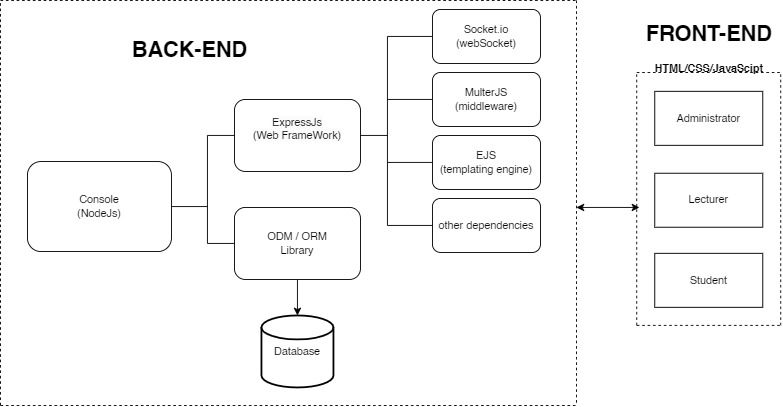 BACK-END
Console
(NodeJs)
ExpressJs
(Web FrameWork)
ODM / ORM
Library
Database
Socket.io
(webSocket)
MulterJS
(middleware)
EJS
(templating engine)
other dependencies
FRONT-END
HTML/CSS/JavaScipt
Administrator
Lecturer
Student